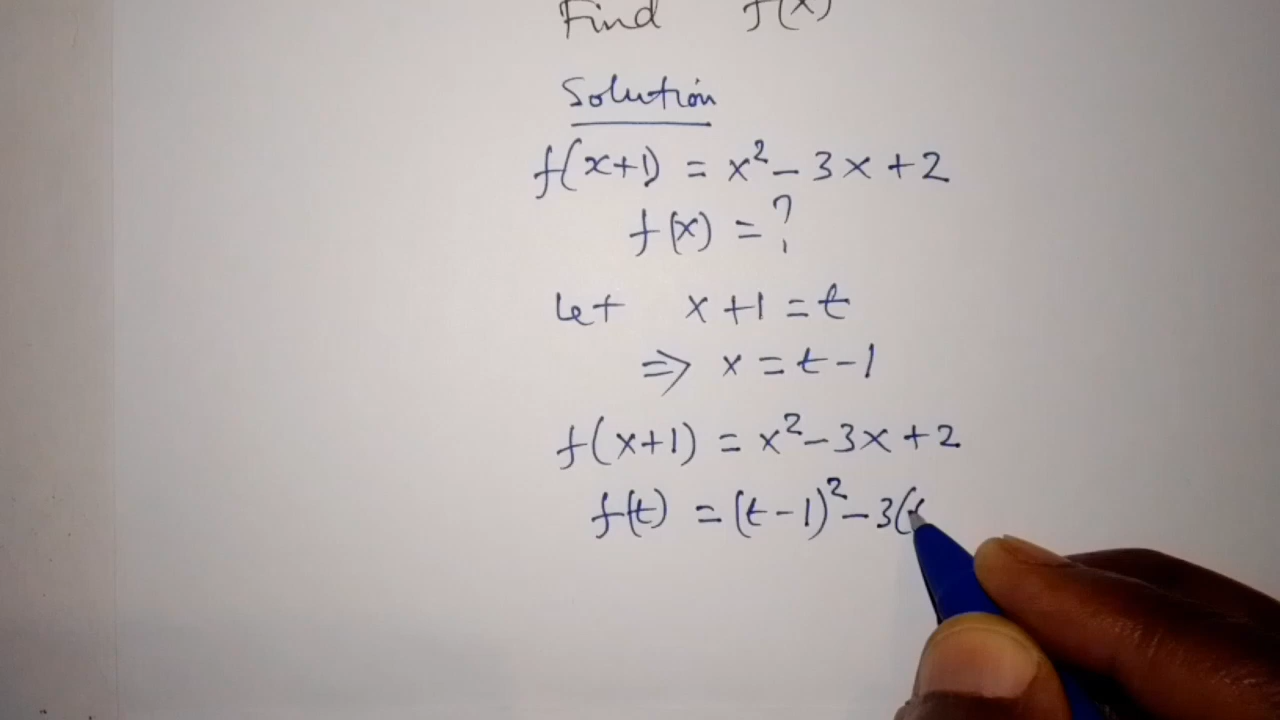 Find f(x)
Solution
f(x+1) = x² - 3x + 2
f(x) = ?
Let x + 1 = t
⇒ x = t - 1
f(x+1) = x² - 3x + 2
f(t) = (t - 1)² - 3(